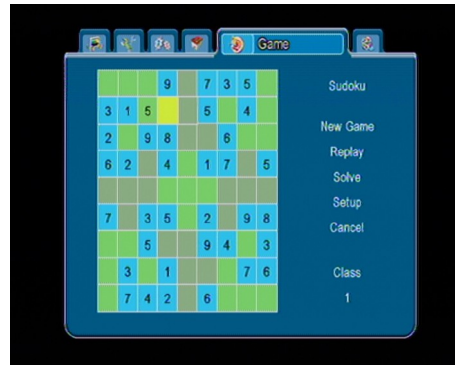 Game
9 7 3 5
3 1 5 5 4
2 9 8 6
6 2 4 1 7 5
7 3 5 2 9 8
5 9 4 3
3 1 7 6
7 4 2 6
Sudoku
New Game
Replay
Solve
Setup
Cancel
Class
1